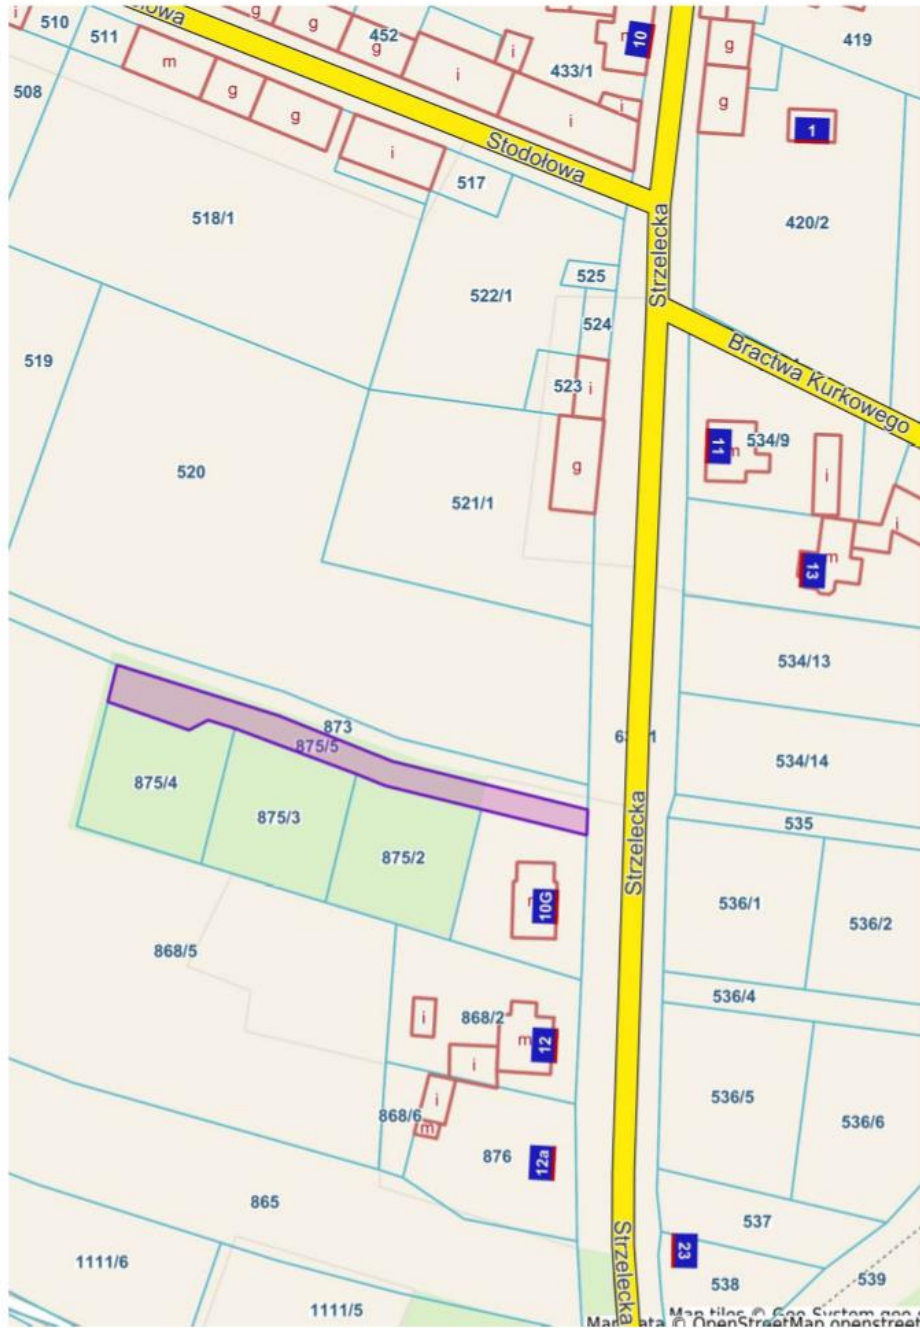 i
510
511
508
m
g
g
g
g
g
452
i
i
i
i
433/1
10
g
g
419
1
420/2
Stodołowa
i
517
518/1
Strzelecka
525
522/1
524
519
523
i
Bractwa Kurkowego
11
m
534/9
i
g
520
521/1
i
13
m
534/13
873
875/5
534/14
875/4
875/3
535
Strzelecka
875/2
10G
536/1
536/2
868/5
536/4
i
868/2
m
12
i
i
868/6
m
536/5
536/6
876
12a
865
537
23
1111/6
Strzelecka
538
539
1111/5
Map tiles © Geo-System
© OpenStreetMap